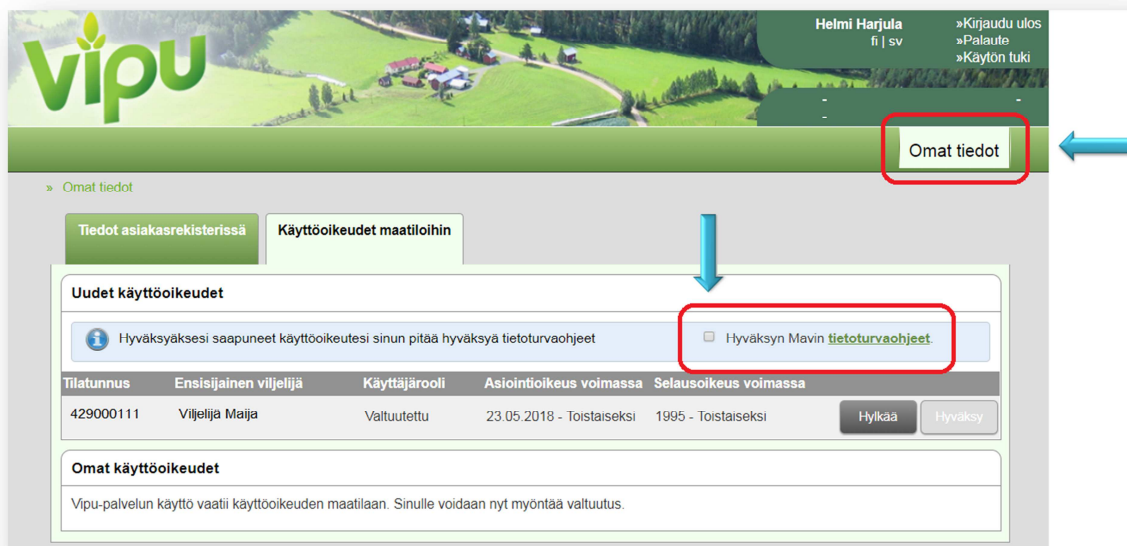 vipu
Helmi Harjula
fi | sv
»Kirjaudu ulos
»Palaute
»Käytön tuki
- -
-
Omat tiedot
» Omat tiedot
Tiedot asiakasrekisterissä Käyttöoikeudet maatiloihin
Uudet käyttöoikeudet
Hyväksyäksesi saapuneet käyttöoikeutesi sinun pitää hyväksyä tietoturvaohjeet Hyväksyn Mavin tietoturvaohjeet.
Tilatunnus Ensisijainen viljelijä Käyttäjärooli Asiointioikeus voimassa Selausoikeus voimassa
429000111 Viljelijä Maija Valtuutettu 23.05.2018 - Toistaiseksi 1995 - Toistaiseksi Hylkää Hyväksy
Omat käyttöoikeudet
Vipu-palvelun käyttö vaatii käyttöoikeuden maatilaan. Sinulle voidaan nyt myöntää valtuutus.